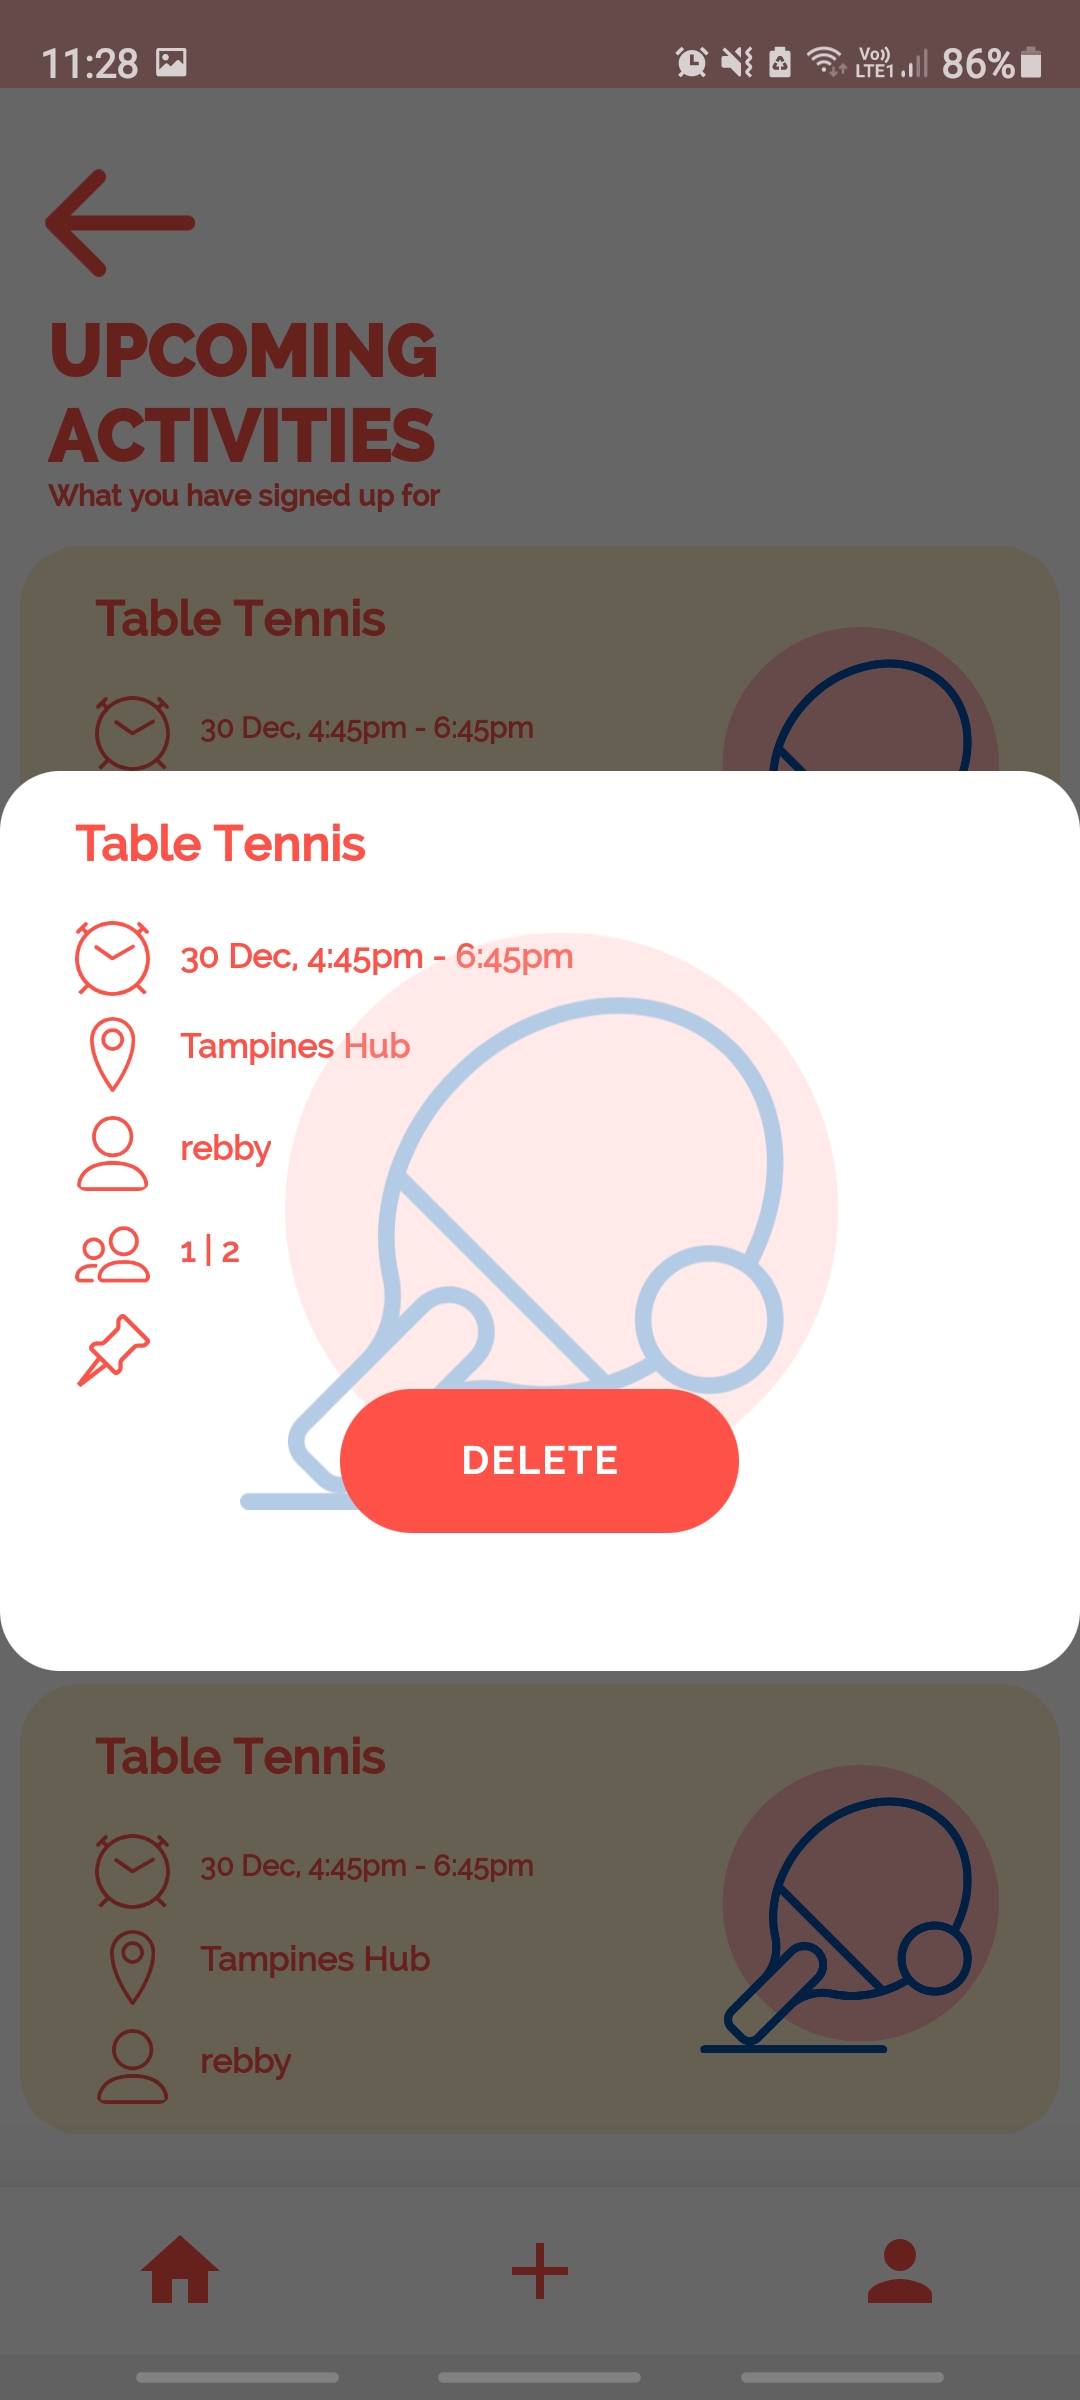 11:28
Vo)) LTE1 86%
UPCOMING
ACTIVITIES
What you have signed up for
Table Tennis
30 Dec, 4:45pm - 6:45pm
Table Tennis
30 Dec, 4:45pm - 6:45pm
Tampines Hub
rebby
1 | 2
DELETE
Table Tennis
30 Dec, 4:45pm - 6:45pm
Tampines Hub
rebby